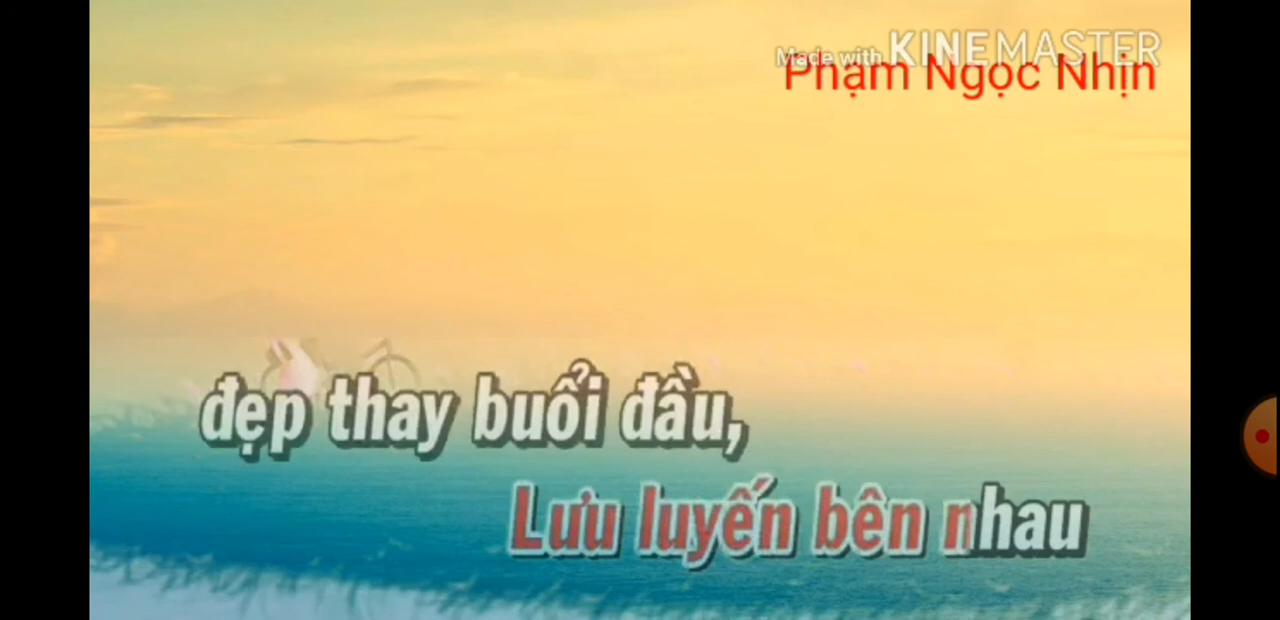 Made with KINEMASTER
Phạm Ngọc Nhịn
đẹp thay buổi đầu,
Lưu luyến bên nhau